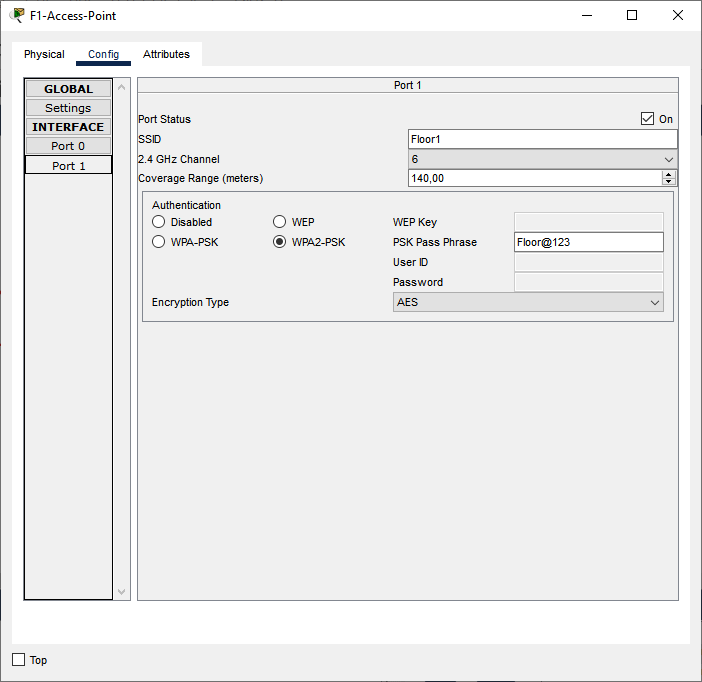 F1-Access-Point
Physical Config Attributes
GLOBAL
Settings
INTERFACE
Port 0
Port 1
Port 1
Port Status On
SSID Floor1
2.4 GHz Channel 6
Coverage Range (meters) 140,00
Authentication
Disabled WEP WEP Key
WPA-PSK WPA2-PSK PSK Pass Phrase Floor@123
User ID
Password
Encryption Type AES
Top